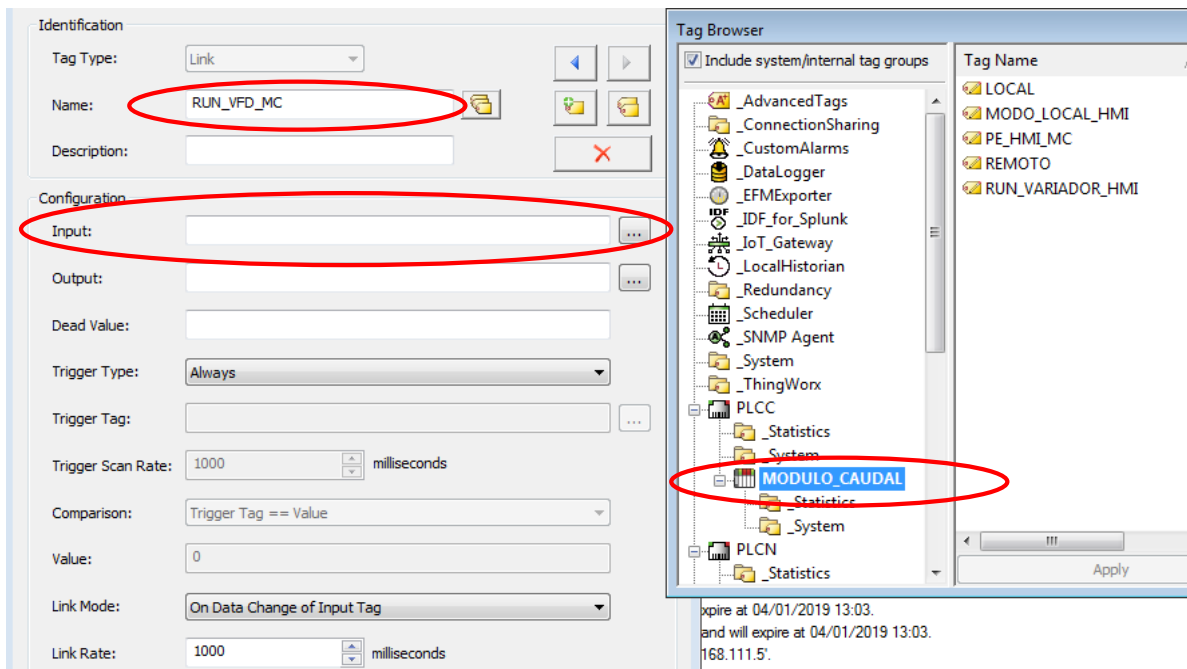 Identification
Tag Type: Link
Name: RUN_VFD_MC
Description:
Configuration
Input: ...
Output: ...
Dead Value:
Trigger Type: Always
Trigger Tag: ...
Trigger Scan Rate: 1000 milliseconds
Comparison: Trigger Tag == Value
Value: 0
Link Mode: On Data Change of Input Tag
Link Rate: 1000 milliseconds
Tag Browser
Include system/internal tag groups
_AdvancedTags
_ConnectionSharing
_CustomAlarms
_DataLogger
_EFMExporter
IDF _IDF_for_Splunk
_IoT_Gateway
_LocalHistorian
_Redundancy
_Scheduler
_SNMP Agent
_System
_ThingWorx
PLCC
_Statistics
_System
MODULO_CAUDAL
_Statistics
_System
PLCN
_Statistics
Tag Name
LOCAL
MODO_LOCAL_HMI
PE_HMI_MC
REMOTO
RUN_VARIADOR_HMI
Apply
xpire at 04/01/2019 13:03.
and will expire at 04/01/2019 13:03.
168.111.5'.